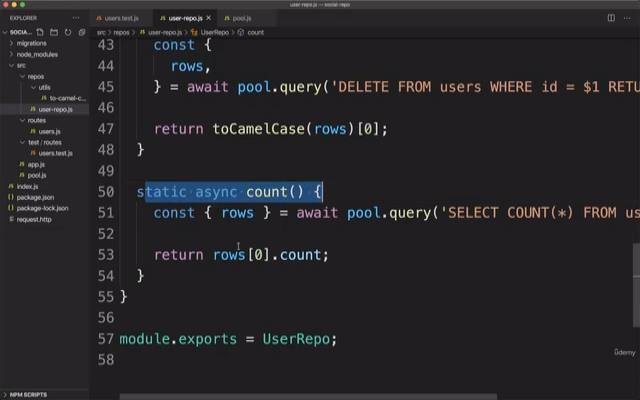 user-repo.js — social-repo
EXPLORER
···
users.test.js
user-repo.js ×
pool.js
SOCIA...
src > repos > user-repo.js > UserRepo > count
migrations
node_modules
src
repos
utils
to-camel-c...
user-repo.js
routes
users.js
test / routes
users.test.js
app.js
pool.js
index.js
package.json
package-lock.json
request.http
NPM SCRIPTS
43 const {
44 rows,
45 } = await pool.query('DELETE FROM users WHERE id = $1 RETU
46
47 return toCamelCase(rows)[0];
48 }
49
50 static async count() {
51 const { rows } = await pool.query('SELECT COUNT(*) FROM us
52
53 return rows[0].count;
54 }
55 }
56
57 module.exports = UserRepo;
58
ûdemy